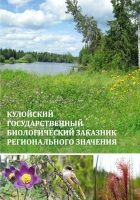 КУЛОЙСКИЙ
ГОСУДАРСТВЕННЫЙ
БИОЛОГИЧЕСКИЙ ЗАКАЗНИК
РЕГИОНАЛЬНОГО ЗНАЧЕНИЯ